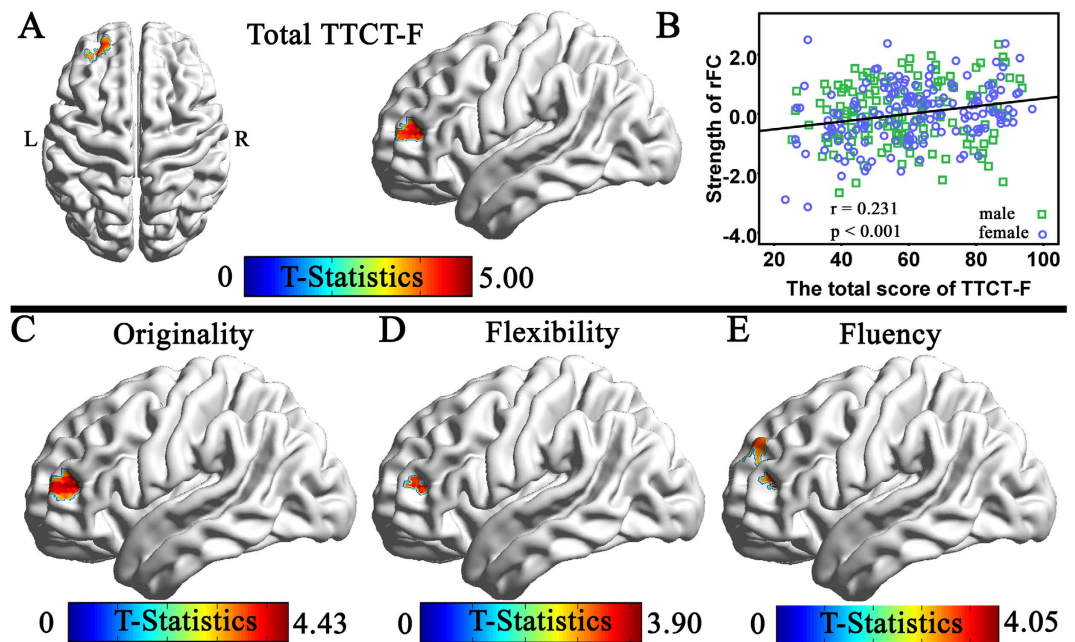 A
Total TTCT-F
L
R
0
T-Statistics
5.00
B
Strength of rFC
2.0
0.0
-2.0
-4.0
r = 0.231
p < 0.001
male
female
20
40
60
80
100
The total score of TTCT-F
C
Originality
0
T-Statistics
4.43
D
Flexibility
0
T-Statistics
3.90
E
Fluency
0
T-Statistics
4.05